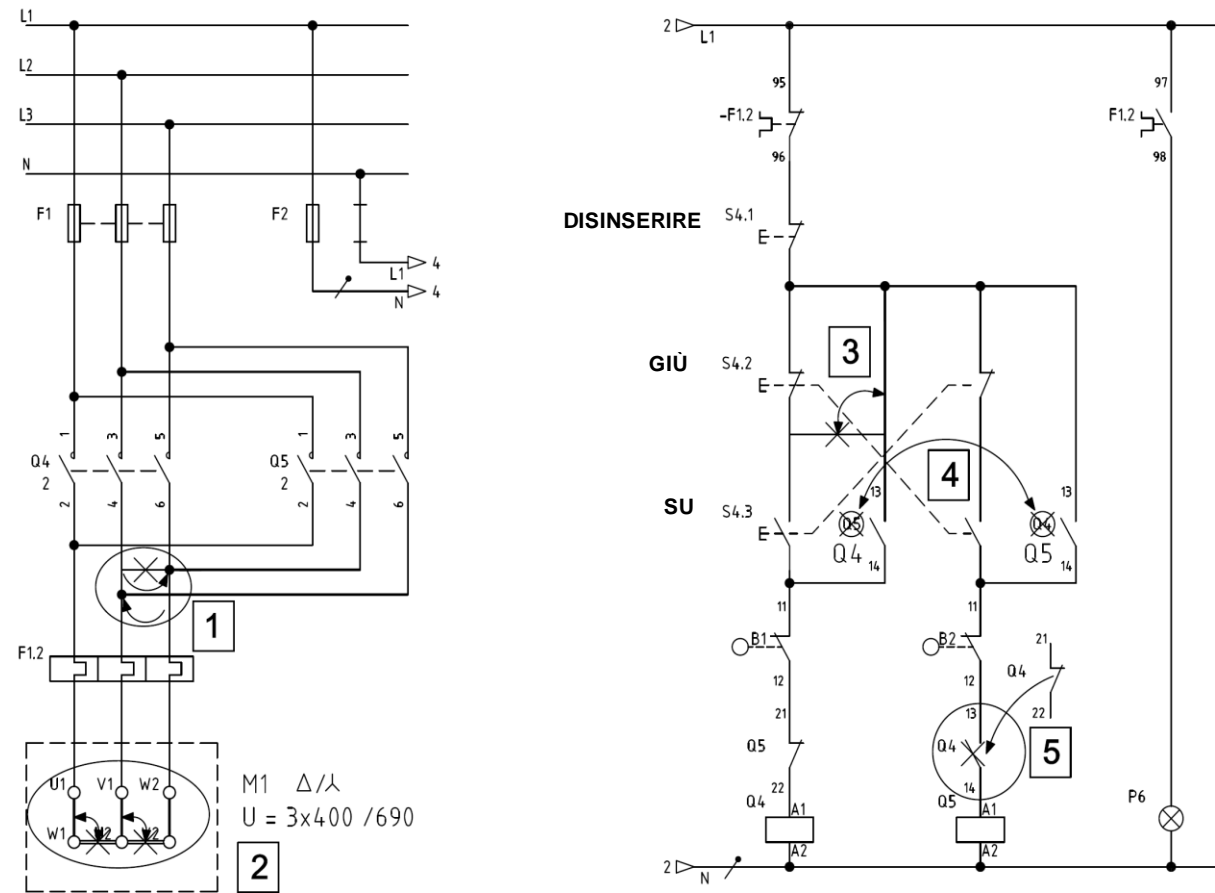 L1
L2
L3
N
F1
F2
L1 4
N 4
1 3 5
Q4
2
2 4 6
1 3 5
Q5
2
2 4 6
1
F1.2
U1 V1 W2
W1
M1 Δ/⅄
U = 3x400 /690
2
2 L1
95
-F1.2
96
97
F1.2
98
DISINSERIRE S4.1
GIÙ S4.2
3
4
SU S4.3
13
Q5
Q4
14
13
Q4
Q5
14
11
B1
12
21
Q5
22
Q4 A1
A2
11
B2
12
21
Q4
22
13
Q4
14
5
Q5 A1
A2
P6
2 N